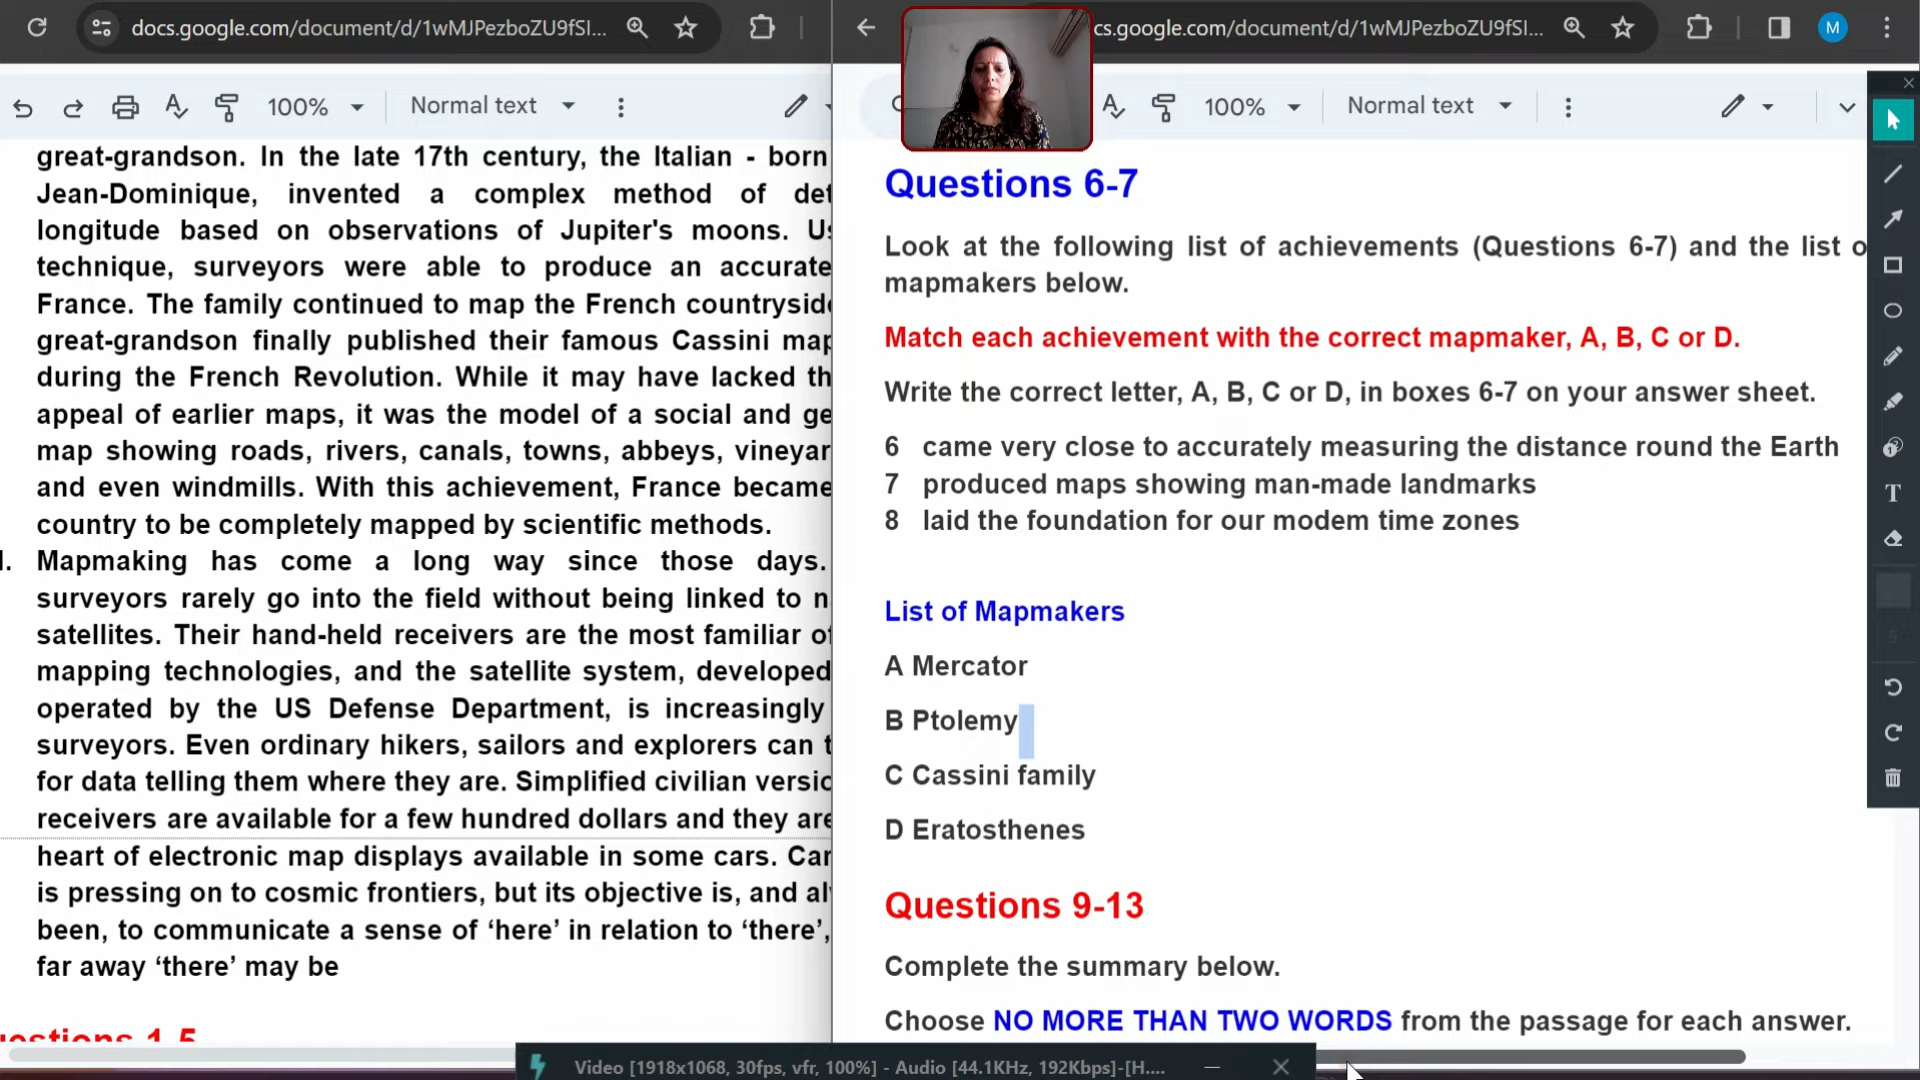 docs.google.com/document/d/1wMJPezboZU9fSI...
cs.google.com/document/d/1wMJPezboZU9fSI...
M
100%
Normal text
100%
Normal text
great-grandson. In the late 17th century, the Italian - born
Jean-Dominique, invented a complex method of
longitude based on observations of Jupiter's moons.
technique, surveyors were able to produce an accurate
France. The family continued to map the French
great-grandson finally published their famous Cassini
during the French Revolution. While it may have lacked
appeal of earlier maps, it was the model of a social and
map showing roads, rivers, canals, towns, abbeys,
and even windmills. With this achievement, France became
country to be completely mapped by scientific methods.
Mapmaking has come a long way since those days.
surveyors rarely go into the field without being linked to
satellites. Their hand-held receivers are the most familiar
mapping technologies, and the satellite system, developed
operated by the US Defense Department, is increasingly
surveyors. Even ordinary hikers, sailors and explorers can
for data telling them where they are. Simplified civilian
receivers are available for a few hundred dollars and they
heart of electronic map displays available in some cars.
is pressing on to cosmic frontiers, but its objective is, and
been, to communicate a sense of ‘here’ in relation to ‘there’,
far away ‘there’ may be
Questions 6-7
Look at the following list of achievements (Questions 6-7) and the list
mapmakers below.
Match each achievement with the correct mapmaker, A, B, C or D.
Write the correct letter, A, B, C or D, in boxes 6-7 on your answer sheet.
6 came very close to accurately measuring the distance round the Earth
7 produced maps showing man-made landmarks
8 laid the foundation for our modem time zones
List of Mapmakers
A Mercator
B Ptolemy
C Cassini family
D Eratosthenes
Questions 9-13
Complete the summary below.
Choose NO MORE THAN TWO WORDS from the passage for each answer.
T
5
Video [1918x1068, 30fps, vfr, 100%] - Audio [44.1KHz, 192Kbps]-[H....